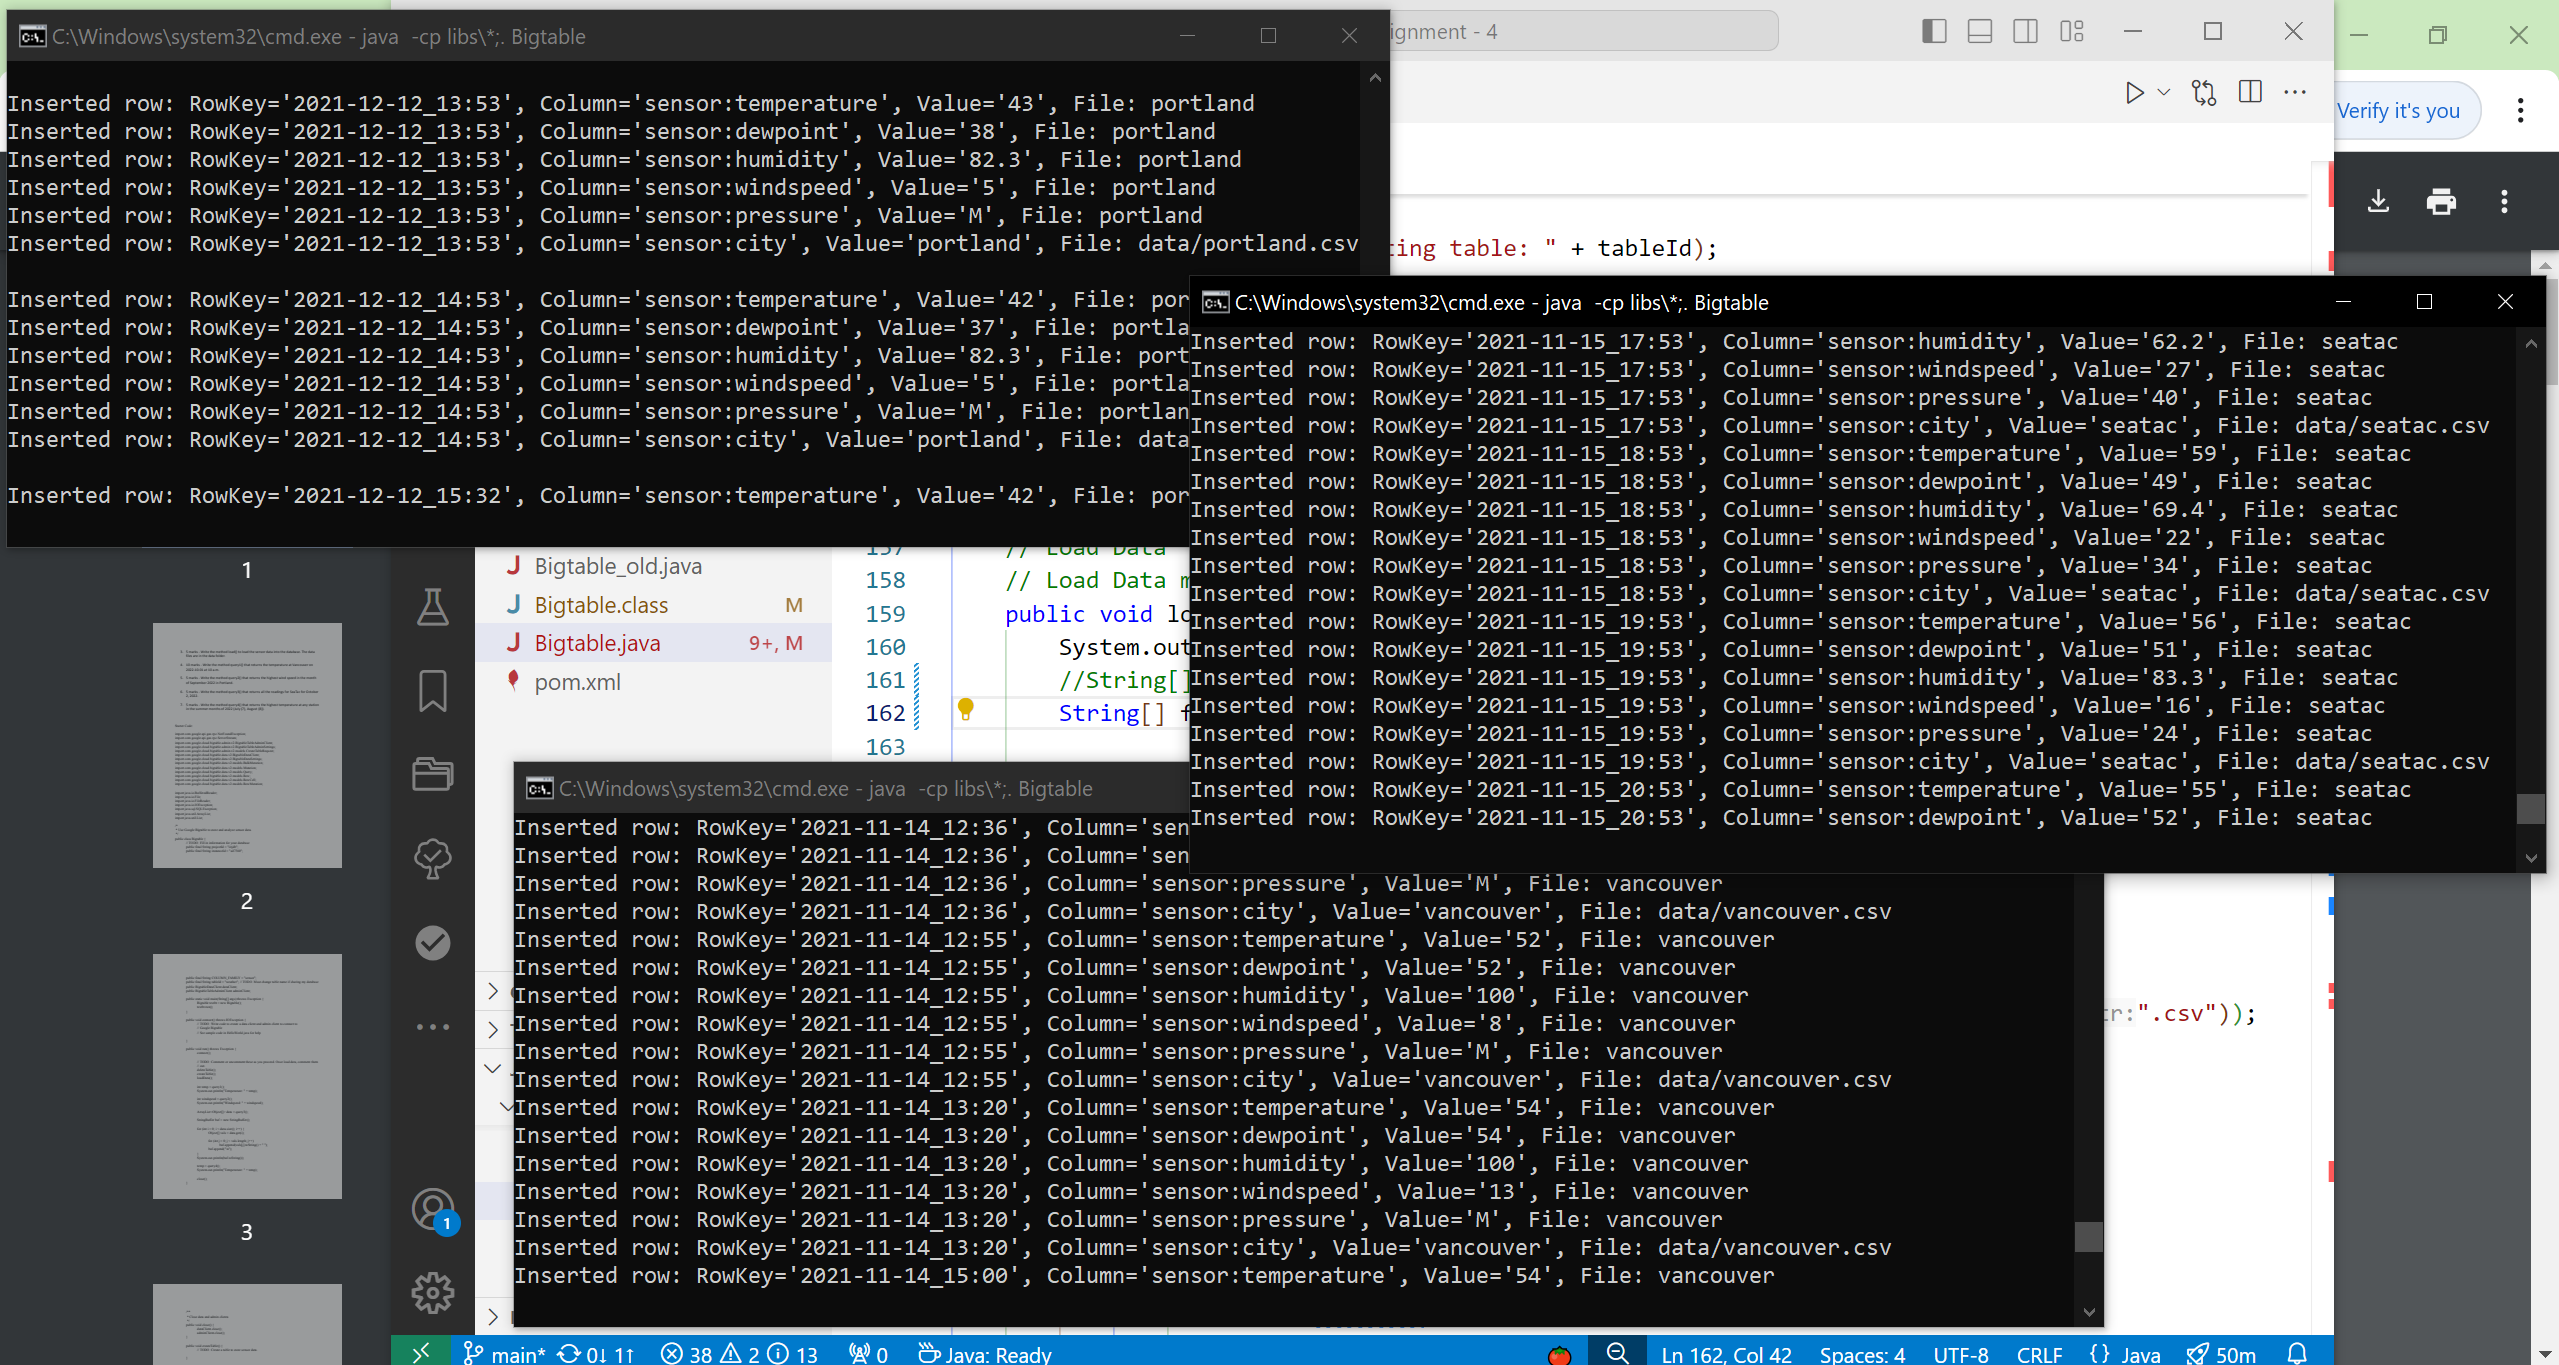 C:\Windows\system32\cmd.exe - java  -cp libs\*;. Bigtable
Inserted row: RowKey='2021-12-12_13:53', Column='sensor:temperature', Value='43', File: portland
Inserted row: RowKey='2021-12-12_13:53', Column='sensor:dewpoint', Value='38', File: portland
Inserted row: RowKey='2021-12-12_13:53', Column='sensor:humidity', Value='82.3', File: portland
Inserted row: RowKey='2021-12-12_13:53', Column='sensor:windspeed', Value='5', File: portland
Inserted row: RowKey='2021-12-12_13:53', Column='sensor:pressure', Value='M', File: portland
Inserted row: RowKey='2021-12-12_13:53', Column='sensor:city', Value='portland', File: data/portland.csv
Inserted row: RowKey='2021-12-12_14:53', Column='sensor:temperature', Value='42', File: por
Inserted row: RowKey='2021-12-12_14:53', Column='sensor:dewpoint', Value='37', File: portla
Inserted row: RowKey='2021-12-12_14:53', Column='sensor:humidity', Value='82.3', File: port
Inserted row: RowKey='2021-12-12_14:53', Column='sensor:windspeed', Value='5', File: portla
Inserted row: RowKey='2021-12-12_14:53', Column='sensor:pressure', Value='M', File: portlan
Inserted row: RowKey='2021-12-12_14:53', Column='sensor:city', Value='portland', File: data
Inserted row: RowKey='2021-12-12_15:32', Column='sensor:temperature', Value='42', File: por
ignment - 4
Verify it's you
ting table: " + tableId);
C:\Windows\system32\cmd.exe - java  -cp libs\*;. Bigtable
Inserted row: RowKey='2021-11-15_17:53', Column='sensor:humidity', Value='62.2', File: seatac
Inserted row: RowKey='2021-11-15_17:53', Column='sensor:windspeed', Value='27', File: seatac
Inserted row: RowKey='2021-11-15_17:53', Column='sensor:pressure', Value='40', File: seatac
Inserted row: RowKey='2021-11-15_17:53', Column='sensor:city', Value='seatac', File: data/seatac.csv
Inserted row: RowKey='2021-11-15_18:53', Column='sensor:temperature', Value='59', File: seatac
Inserted row: RowKey='2021-11-15_18:53', Column='sensor:dewpoint', Value='49', File: seatac
Inserted row: RowKey='2021-11-15_18:53', Column='sensor:humidity', Value='69.4', File: seatac
Inserted row: RowKey='2021-11-15_18:53', Column='sensor:windspeed', Value='22', File: seatac
Inserted row: RowKey='2021-11-15_18:53', Column='sensor:pressure', Value='34', File: seatac
Inserted row: RowKey='2021-11-15_18:53', Column='sensor:city', Value='seatac', File: data/seatac.csv
Inserted row: RowKey='2021-11-15_19:53', Column='sensor:temperature', Value='56', File: seatac
Inserted row: RowKey='2021-11-15_19:53', Column='sensor:dewpoint', Value='51', File: seatac
Inserted row: RowKey='2021-11-15_19:53', Column='sensor:humidity', Value='83.3', File: seatac
Inserted row: RowKey='2021-11-15_19:53', Column='sensor:windspeed', Value='16', File: seatac
Inserted row: RowKey='2021-11-15_19:53', Column='sensor:pressure', Value='24', File: seatac
Inserted row: RowKey='2021-11-15_19:53', Column='sensor:city', Value='seatac', File: data/seatac.csv
Inserted row: RowKey='2021-11-15_20:53', Column='sensor:temperature', Value='55', File: seatac
Inserted row: RowKey='2021-11-15_20:53', Column='sensor:dewpoint', Value='52', File: seatac
1
2
3
Bigtable_old.java
Bigtable.class M
Bigtable.java 9+, M
pom.xml
157 // Load Data
158 // Load Data m
159 public void lo
160 System.out
161 //String[]
162 String[] f
163
C:\Windows\system32\cmd.exe - java  -cp libs\*;. Bigtable
Inserted row: RowKey='2021-11-14_12:36', Column='sen
Inserted row: RowKey='2021-11-14_12:36', Column='sen
Inserted row: RowKey='2021-11-14_12:36', Column='sensor:pressure', Value='M', File: vancouver
Inserted row: RowKey='2021-11-14_12:36', Column='sensor:city', Value='vancouver', File: data/vancouver.csv
Inserted row: RowKey='2021-11-14_12:55', Column='sensor:temperature', Value='52', File: vancouver
Inserted row: RowKey='2021-11-14_12:55', Column='sensor:dewpoint', Value='52', File: vancouver
Inserted row: RowKey='2021-11-14_12:55', Column='sensor:humidity', Value='100', File: vancouver
Inserted row: RowKey='2021-11-14_12:55', Column='sensor:windspeed', Value='8', File: vancouver
Inserted row: RowKey='2021-11-14_12:55', Column='sensor:pressure', Value='M', File: vancouver
Inserted row: RowKey='2021-11-14_12:55', Column='sensor:city', Value='vancouver', File: data/vancouver.csv
Inserted row: RowKey='2021-11-14_13:20', Column='sensor:temperature', Value='54', File: vancouver
Inserted row: RowKey='2021-11-14_13:20', Column='sensor:dewpoint', Value='54', File: vancouver
Inserted row: RowKey='2021-11-14_13:20', Column='sensor:humidity', Value='100', File: vancouver
Inserted row: RowKey='2021-11-14_13:20', Column='sensor:windspeed', Value='13', File: vancouver
Inserted row: RowKey='2021-11-14_13:20', Column='sensor:pressure', Value='M', File: vancouver
Inserted row: RowKey='2021-11-14_13:20', Column='sensor:city', Value='vancouver', File: data/vancouver.csv
Inserted row: RowKey='2021-11-14_15:00', Column='sensor:temperature', Value='54', File: vancouver
tr:".csv"));
1
main* 0↓ 1↑ 38 2 13 0 Java: Ready
Ln 162, Col 42 Spaces: 4 UTF-8 CRLF {} Java 50m